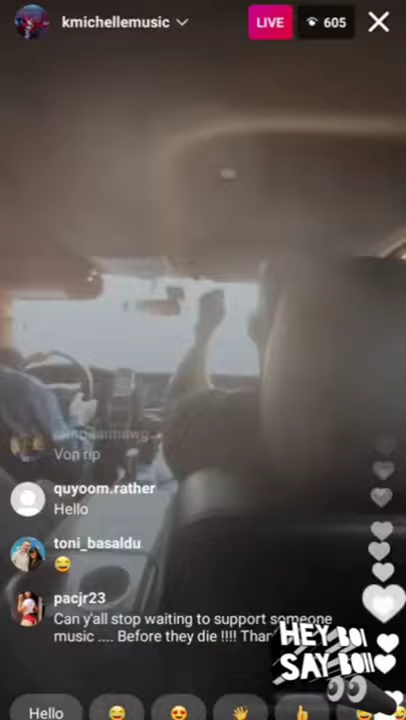 kmichellemusic
LIVE
605
Von rip
quyoom.rather
Hello
toni_basaldu
pacjr23
Can y'all stop waiting to support someone
music .... Before they die !!!!
HEY BOI
SAY BOII
Hello